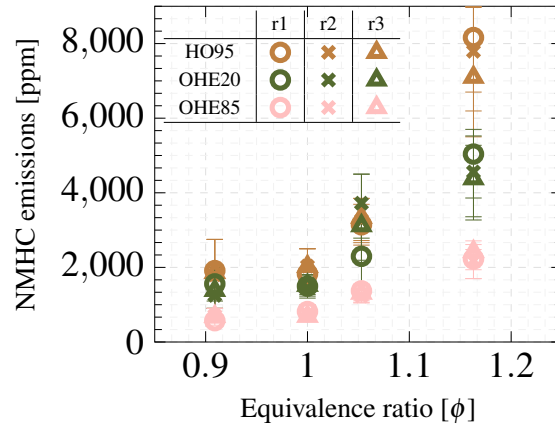 r1 r2 r3
HO95
OHE20
OHE85
NMHC emissions [ppm]
8,000
6,000
4,000
2,000
0
0.9 1 1.1 1.2
Equivalence ratio [ϕ]